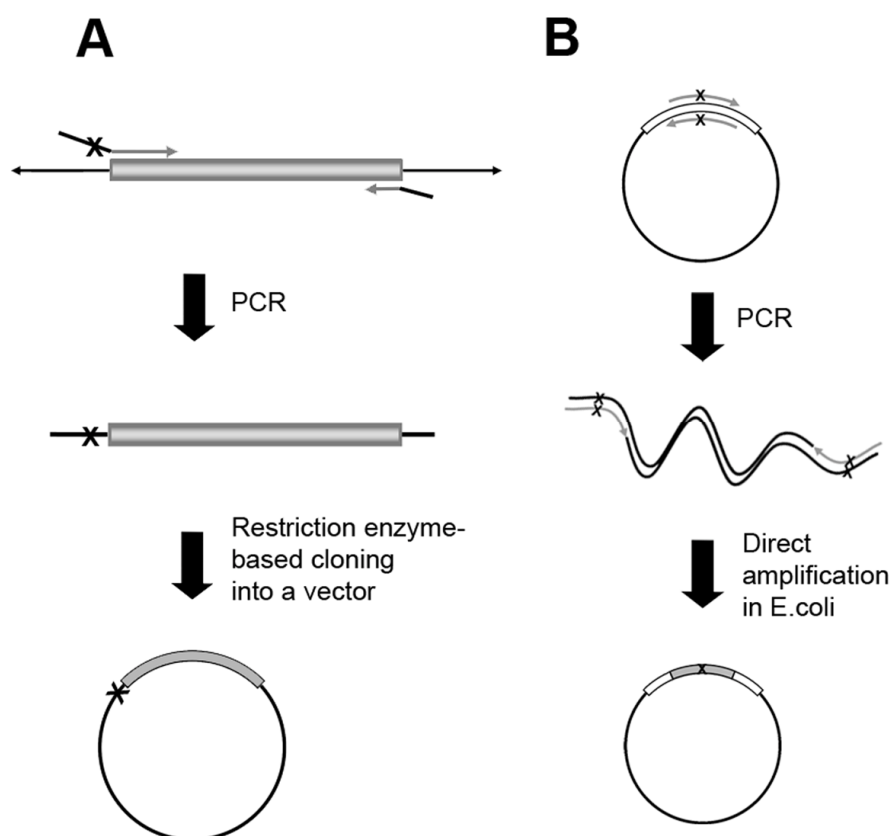 A
B
PCR
PCR
Restriction enzyme-
based cloning
into a vector
Direct
amplification
in E.coli